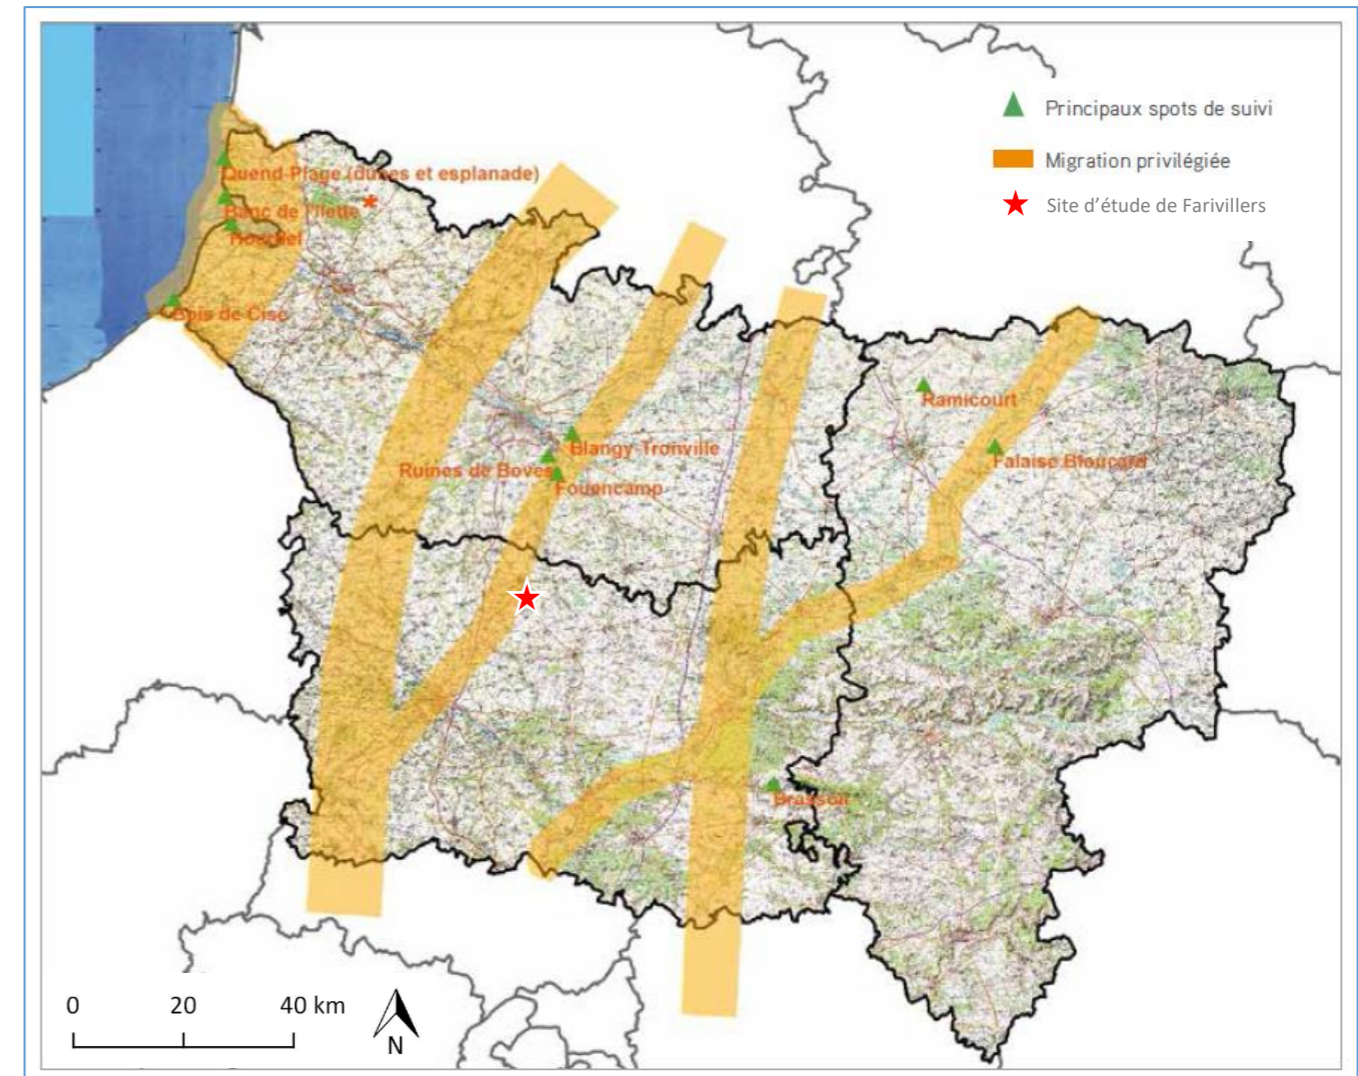 Principaux spots de suivi
Migration privilégiée
Site d'étude de Farivillers
Quend-Plage (dunes et esplanade)
Banc de l'Ilette *
Hourdel
Bois de Cise
Blangy-Tronville
Ruines de Boves
Fouencamp
Ramicourt
Falaise Bloucard
Brassoir
0 20 40 km
N